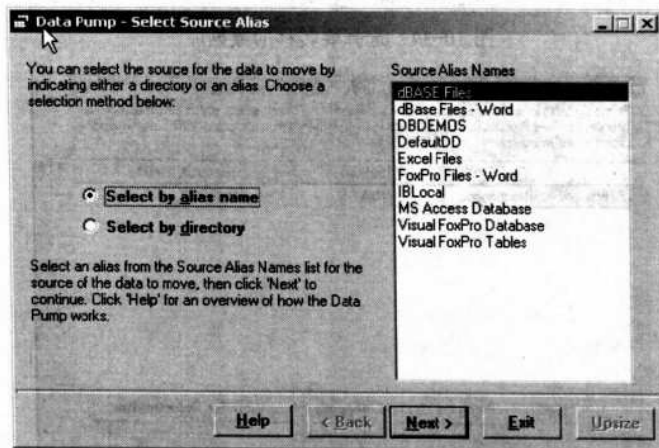 Data Pump - Select Source Alias
You can select the source for the data to move by
indicating either a directory or an alias. Choose a
selection method below:
Select by alias name
Select by directory
Select an alias from the Source Alias Names list for the
source of the data to move, then click 'Next' to
continue. Click 'Help' for an overview of how the Data
Pump works.
Source Alias Names
dBASE Files
dBase Files - Word
DBDEMOS
DefaultDD
Excel Files
FoxPro Files - Word
IBLocal
MS Access Database
Visual FoxPro Database
Visual FoxPro Tables
Help
< Back
Next >
Exit
Upsize